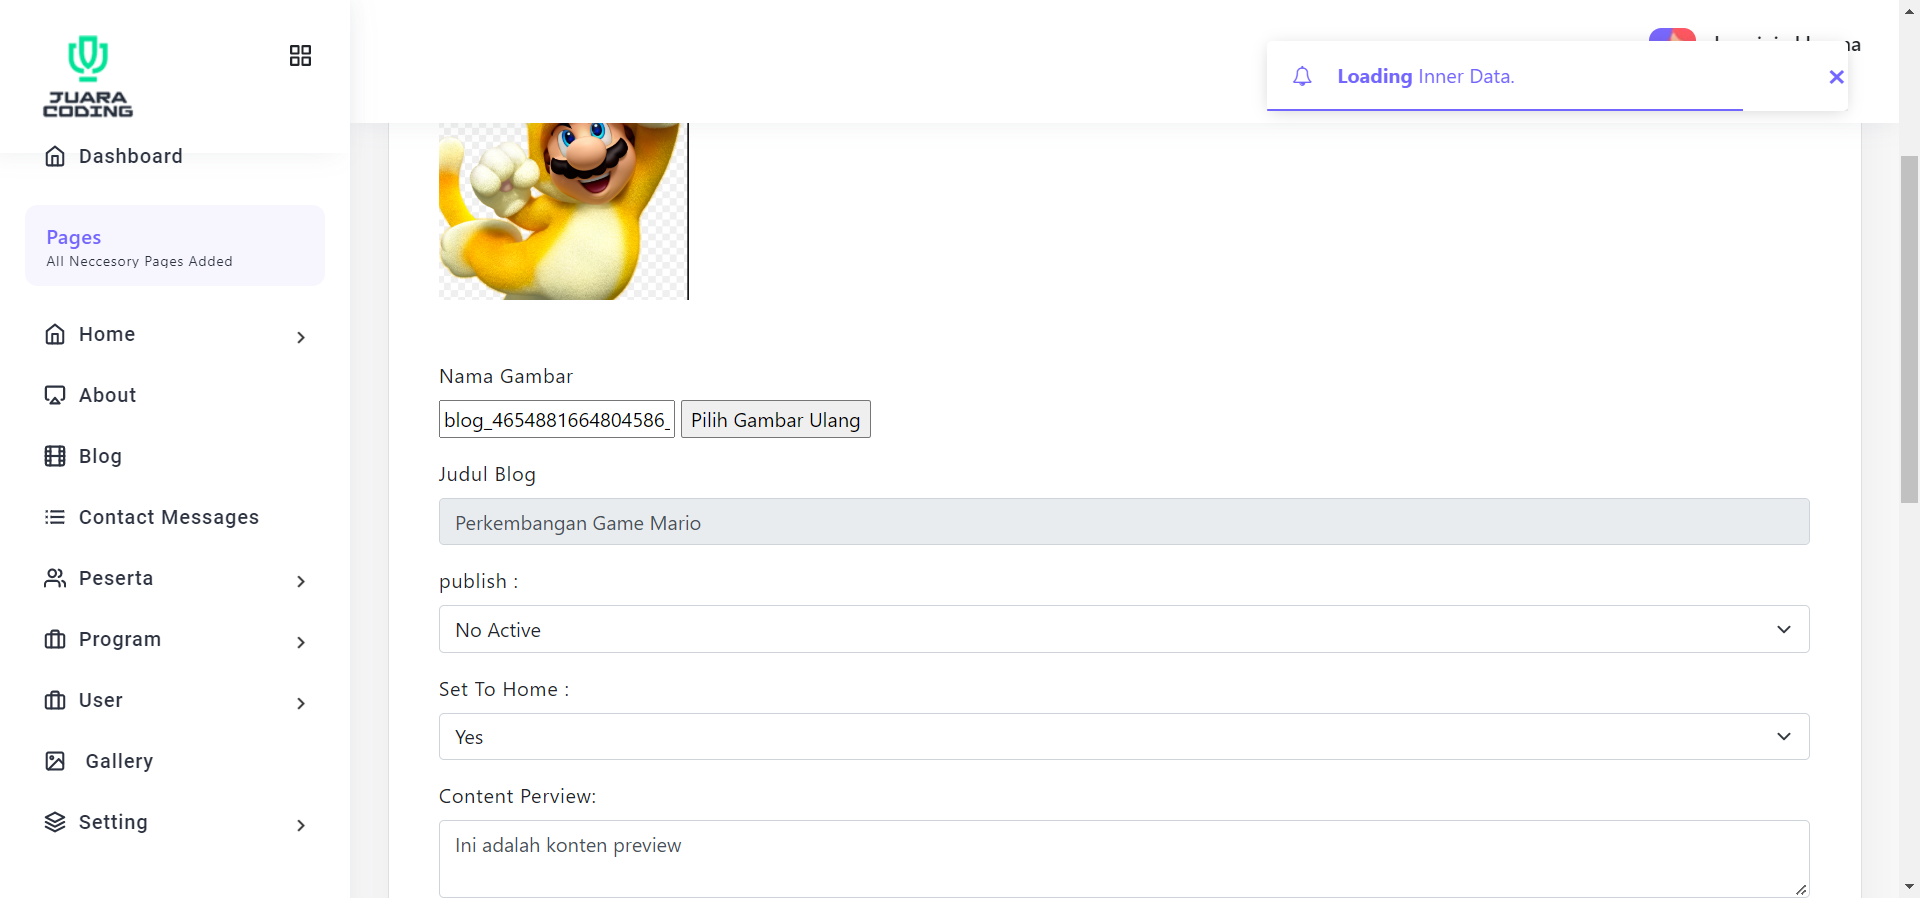 JUARA
CODING
Loading Inner Data.
Dashboard
Pages
All Neccesory Pages Added
Home
About
Blog
Contact Messages
Peserta
Program
User
Gallery
Setting
Nama Gambar
blog_4654881664804586_
Pilih Gambar Ulang
Judul Blog
Perkembangan Game Mario
publish :
No Active
Set To Home :
Yes
Content Perview:
Ini adalah konten preview